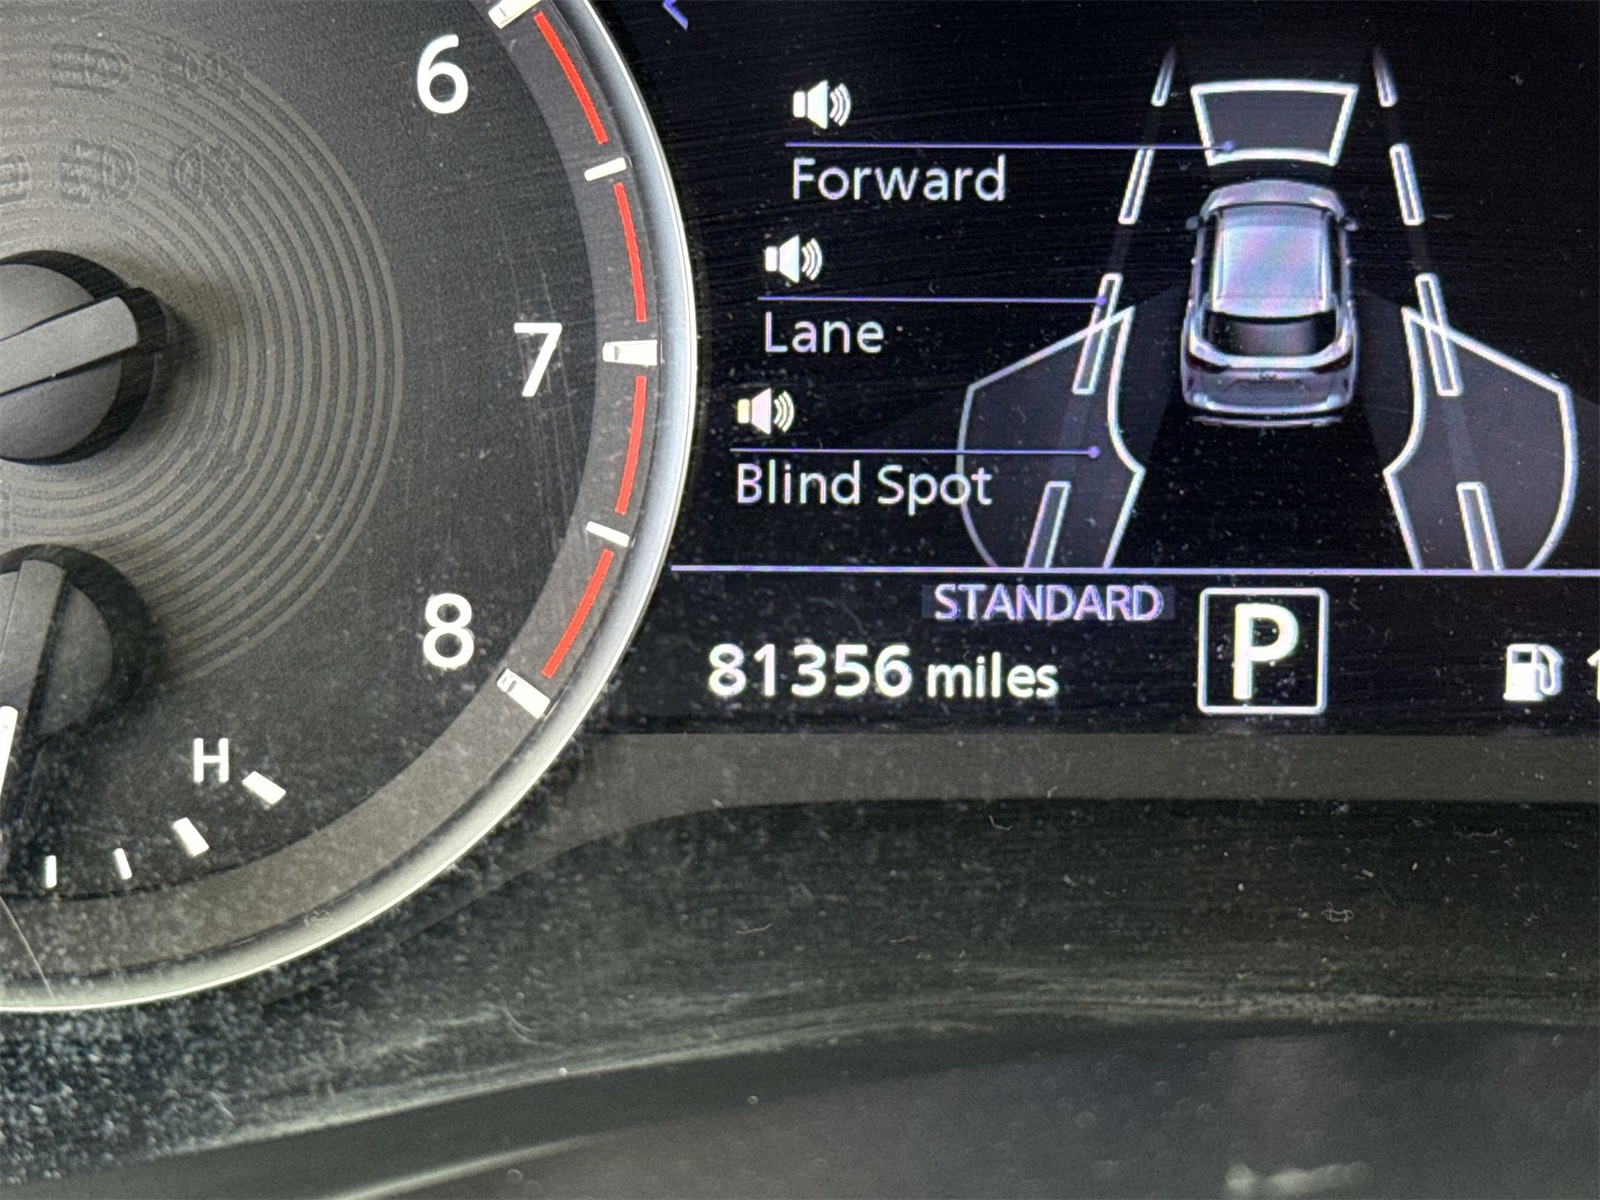 6
7
8
H
Forward
Lane
Blind Spot
STANDARD
81356 miles
P